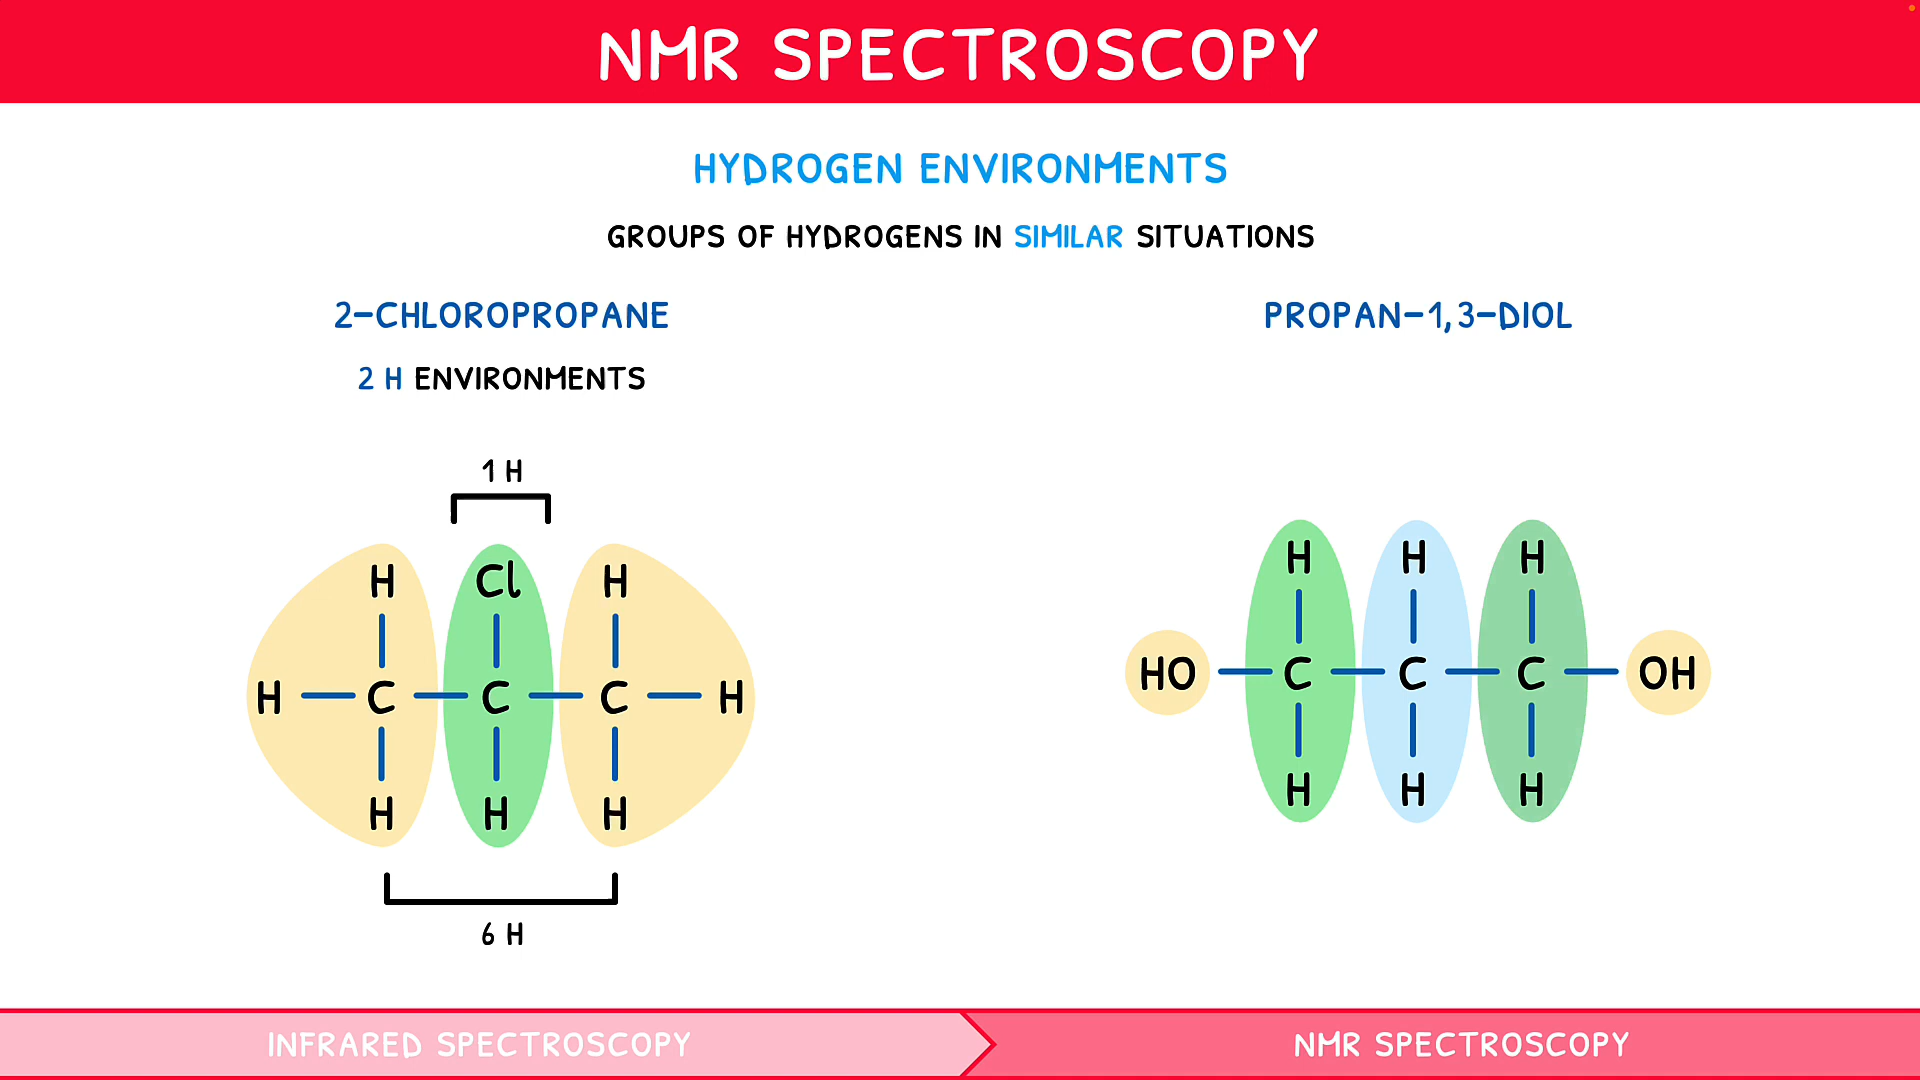 NMR SPECTROSCOPY
HYDROGEN ENVIRONMENTS
GROUPS OF HYDROGENS IN SIMILAR SITUATIONS
2-CHLOROPROPANE
2 H ENVIRONMENTS
1 H
H Cl H
H C C C H
H H H
6 H
PROPAN-1,3-DIOL
H H H
HO C C C OH
H H H
INFRARED SPECTROSCOPY
NMR SPECTROSCOPY